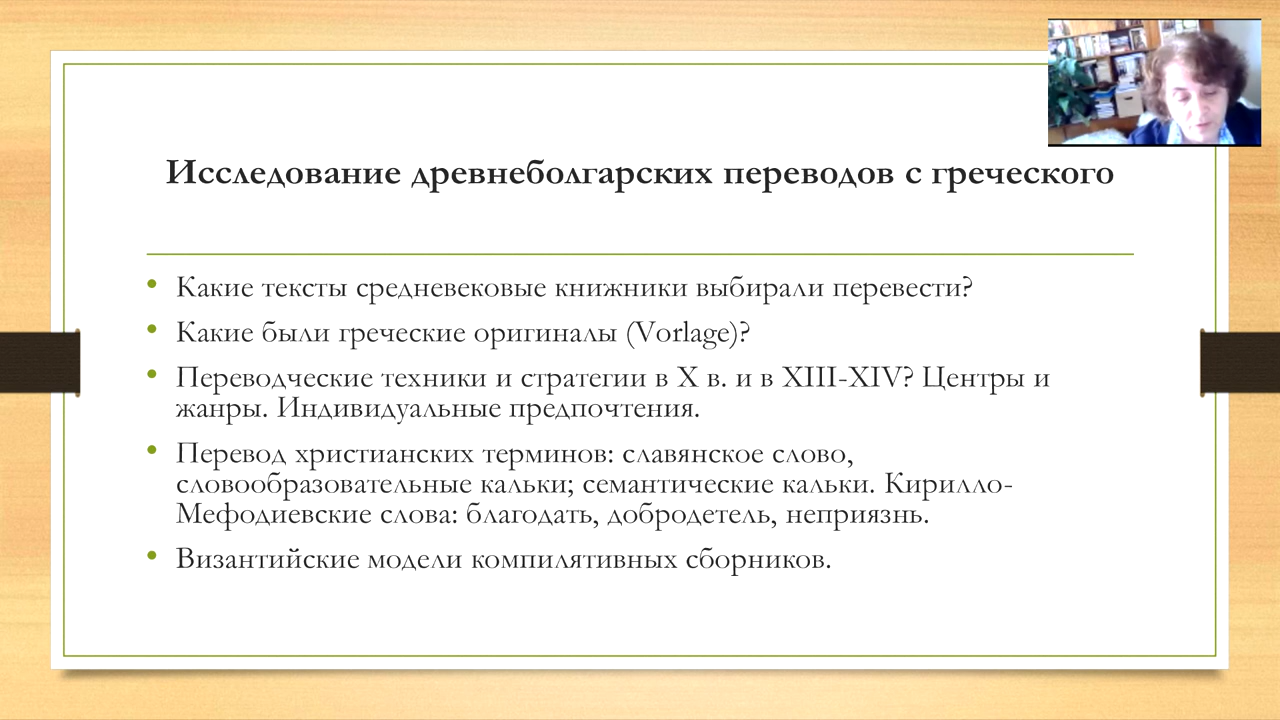 Исследование древнеболгарских переводов с греческого
• Какие тексты средневековые книжники выбирали перевести?
• Какие были греческие оригиналы (Vorlage)?
• Переводческие техники и стратегии в X в. и в XIII-XIV? Центры и
жанры. Индивидуальные предпочтения.
• Перевод христианских терминов: славянское слово,
словообразовательные кальки; семантические кальки. Кирилло-
Мефодиевские слова: благодать, добродетель, неприязнь.
• Византийские модели компилятивных сборников.